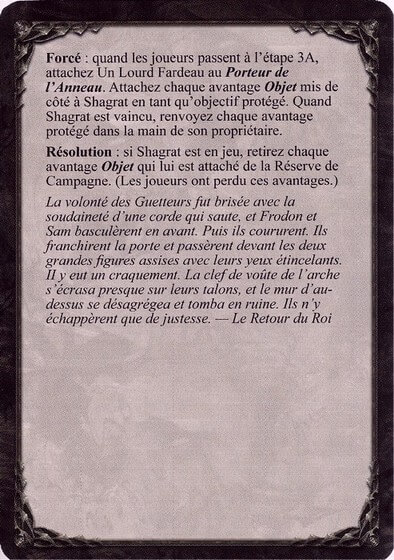 Forcé : quand les joueurs passent à l'étape 3A,
attachez Un Lourd Fardeau au Porteur de
l'Anneau. Attachez chaque avantage Objet mis de
côté à Shagrat en tant qu'objectif protégé. Quand
Shagrat est vaincu, renvoyez chaque avantage
protégé dans la main de son propriétaire.
Résolution : si Shagrat est en jeu, retirez chaque
avantage Objet qui lui est attaché de la Réserve de
Campagne. (Les joueurs ont perdu ces avantages.)
La volonté des Guetteurs fut brisée avec la
soudaineté d'une corde qui saute, et Frodon et
Sam basculèrent en avant. Puis ils coururent. Ils
franchirent la porte et passèrent devant les deux
grandes figures assises avec leurs yeux étincelants.
Il y eut un craquement. La clef de voûte de l'arche
s'écrasa presque sur leurs talons, et le mur d'au-
dessus se désagrégea et tomba en ruine. Ils n'y
échappèrent que de justesse. — Le Retour du Roi